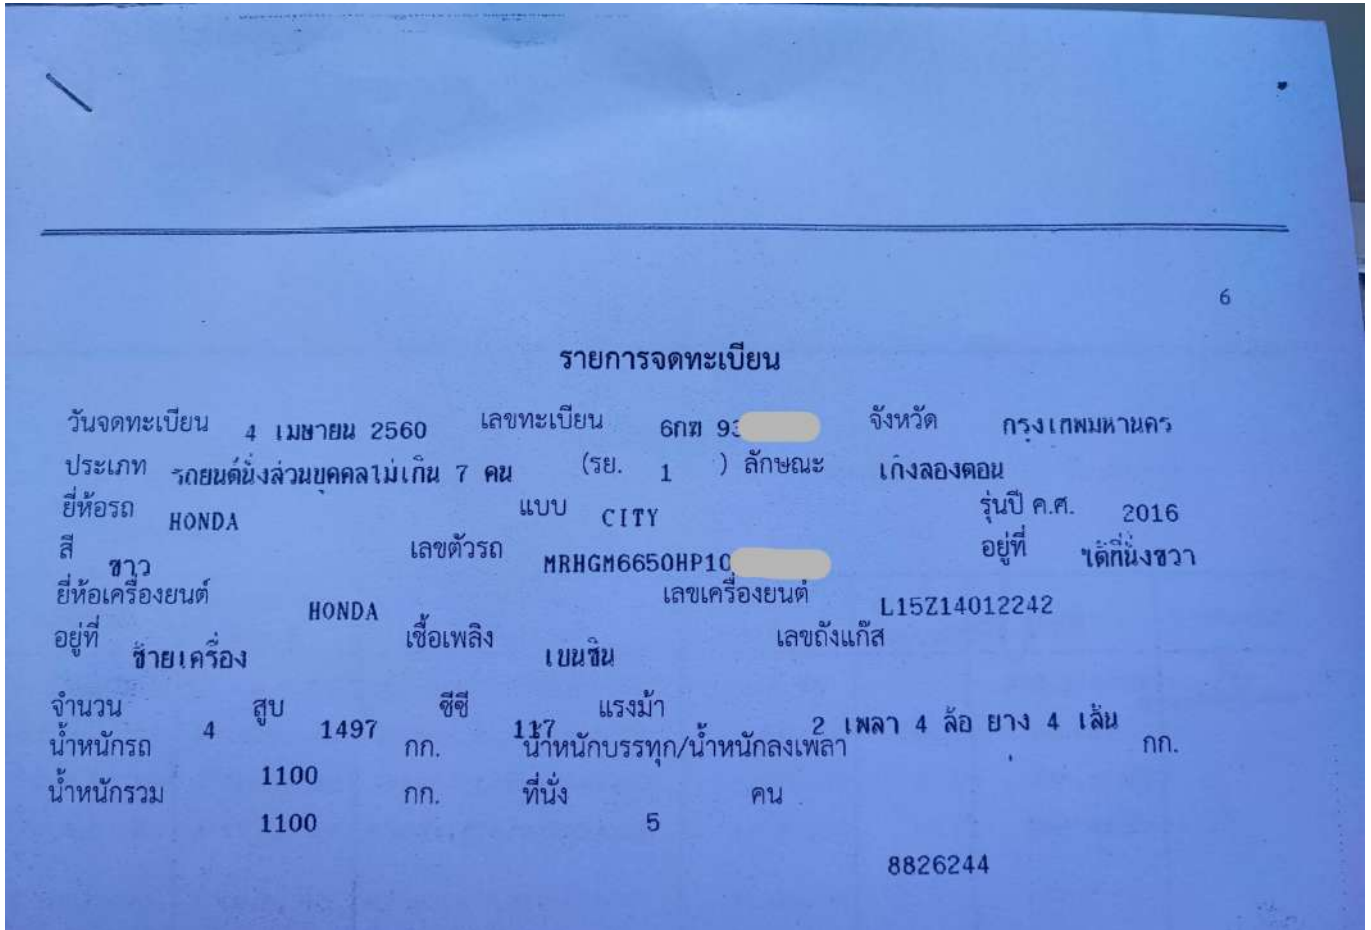 6
รายการจดทะเบียน
วันจดทะเบียน 4 เมษายน 2560 เลขทะเบียน 6กฆ 93 จังหวัด กรุงเทพมหานคร
ประเภท รถยนต์นั่งส่วนบุคคลไม่เกิน 7 คน (รย. 1 ) ลักษณะ เก๋งสองตอน
ยี่ห้อรถ HONDA แบบ CITY รุ่นปี ค.ศ. 2016
สี ขาว เลขตัวรถ MRHGM6650HP10 อยู่ที่ ใต้ที่นั่งขวา
ยี่ห้อเครื่องยนต์ HONDA เลขเครื่องยนต์ L15Z14012242
อยู่ที่ ซ้ายเครื่อง เชื้อเพลิง เบนซิน เลขถังแก๊ส
จำนวน 4 สูบ 1497 ซีซี 117 แรงม้า 2 เพลา 4 ล้อ ยาง 4 เส้น
น้ำหนักรถ 1100 กก. น้ำหนักบรรทุก/น้ำหนักลงเพลา กก.
น้ำหนักรวม 1100 กก. ที่นั่ง 5 คน
8826244